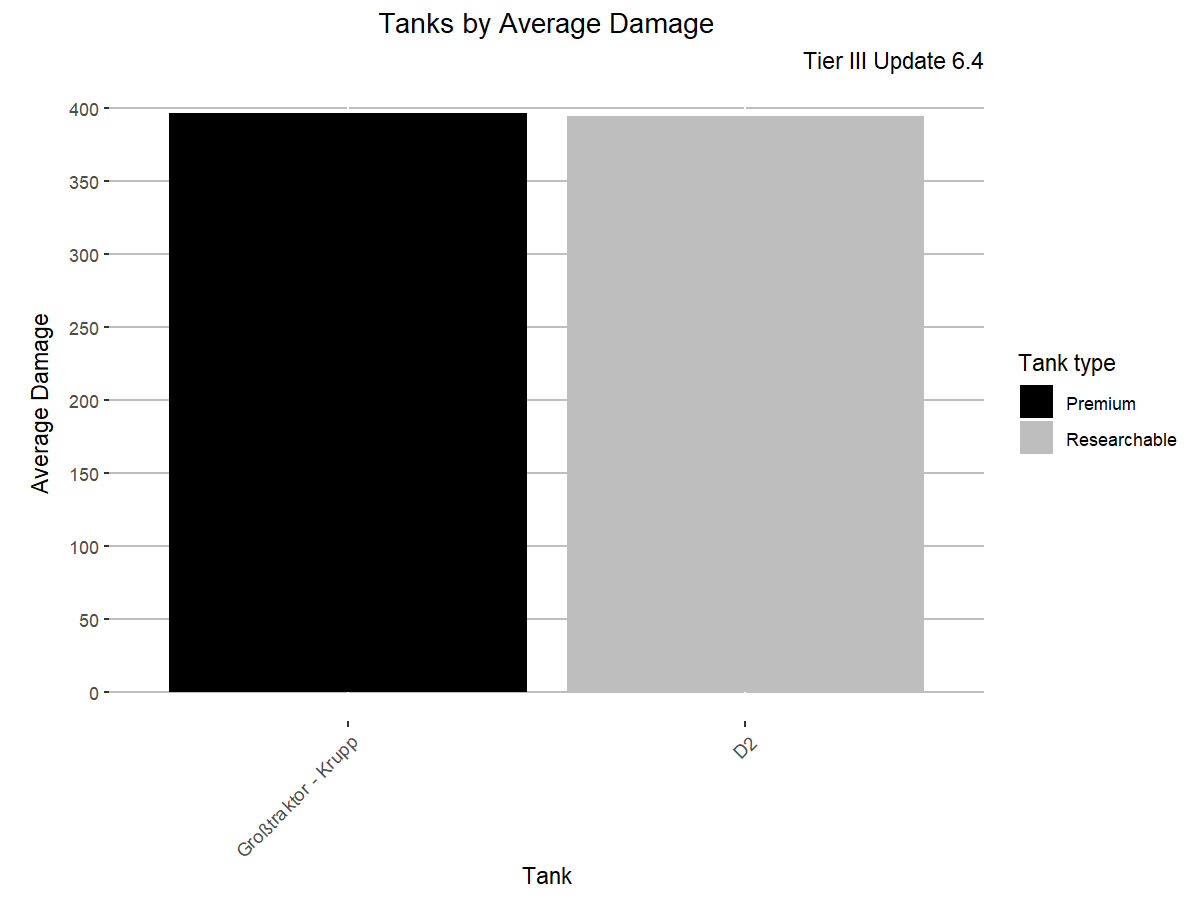 Tanks by Average Damage
Tier III Update 6.4
400
350
300
250
200
150
100
50
0
Average Damage
Großtraktor - Krupp
D2
Tank
Tank type
Premium
Researchable